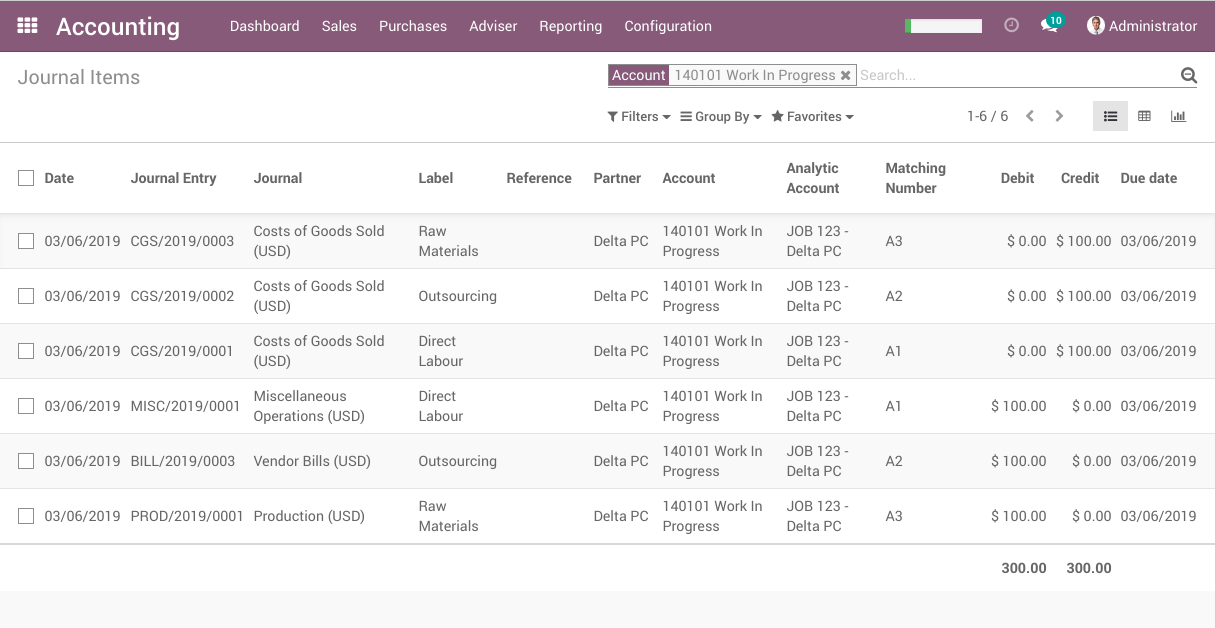 Accounting Dashboard Sales Purchases Adviser Reporting Configuration 10 Administrator
Journal Items Account 140101 Work In Progress ✖ Search...
Filters Group By Favorites 1-6 / 6
Date Journal Entry Journal Label Reference Partner Account Analytic Account Matching Number Debit Credit Due date
03/06/2019 CGS/2019/0003 Costs of Goods Sold (USD) Raw Materials Delta PC 140101 Work In Progress JOB 123 - Delta PC A3 $ 0.00 $ 100.00 03/06/2019
03/06/2019 CGS/2019/0002 Costs of Goods Sold (USD) Outsourcing Delta PC 140101 Work In Progress JOB 123 - Delta PC A2 $ 0.00 $ 100.00 03/06/2019
03/06/2019 CGS/2019/0001 Costs of Goods Sold (USD) Direct Labour Delta PC 140101 Work In Progress JOB 123 - Delta PC A1 $ 0.00 $ 100.00 03/06/2019
03/06/2019 MISC/2019/0001 Miscellaneous Operations (USD) Direct Labour Delta PC 140101 Work In Progress JOB 123 - Delta PC A1 $ 100.00 $ 0.00 03/06/2019
03/06/2019 BILL/2019/0003 Vendor Bills (USD) Outsourcing Delta PC 140101 Work In Progress JOB 123 - Delta PC A2 $ 100.00 $ 0.00 03/06/2019
03/06/2019 PROD/2019/0001 Production (USD) Raw Materials Delta PC 140101 Work In Progress JOB 123 - Delta PC A3 $ 100.00 $ 0.00 03/06/2019
300.00 300.00